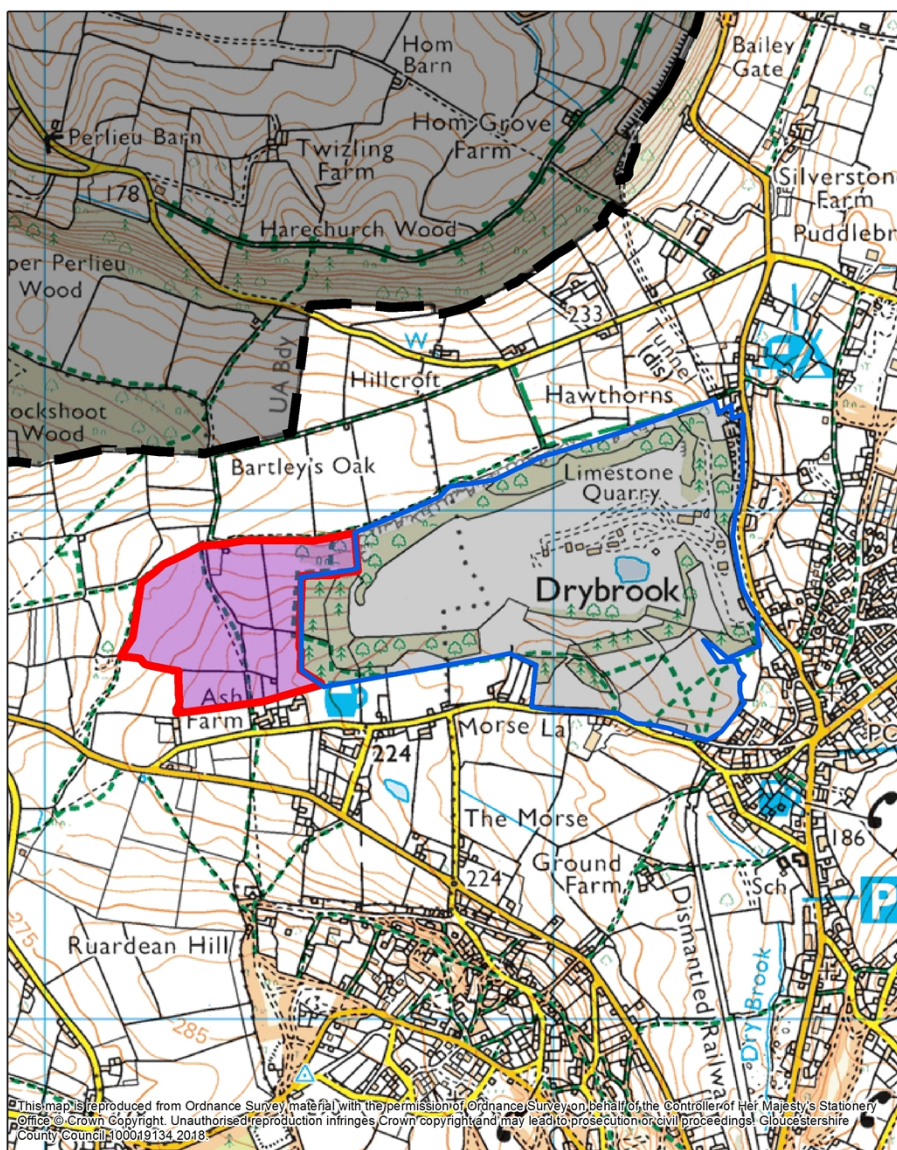 Hom
Barn
Bailey
Gate
Perlieu Barn
Hom Grove
Farm
Twizling
Farm
178
Silverston
Farm
Harechurch Wood
Puddlebr
per Perlieu
Wood
233
Tunnel
(dis)
W
UA Bdy
Hillcroft
Hawthorns
ockshoot
Wood
Bartley's Oak
Limestone
Quarry
Drybrook
Ash
Farm
Morse La
224
PC
The Morse
186
Ground
Farm
224
Sch
P
Dismantled
Railwa
Dry Brook
275
Ruardean Hill
285
This map is reproduced from Ordnance Survey material with the permission of Ordnance Survey on behalf of the Controller of Her Majesty's Stationery
Office © Crown Copyright. Unauthorised reproduction infringes Crown copyright and may lead to prosecution or civil proceedings. Gloucestershire
County Council 100019134 2018.